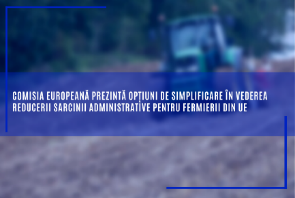 COMISIA EUROPEANĂ PREZINTĂ OPȚIUNI DE SIMPLIFICARE ÎN VEDEREA
REDUCERII SARCINII ADMINISTRATIVE PENTRU FERMIERII DIN UE